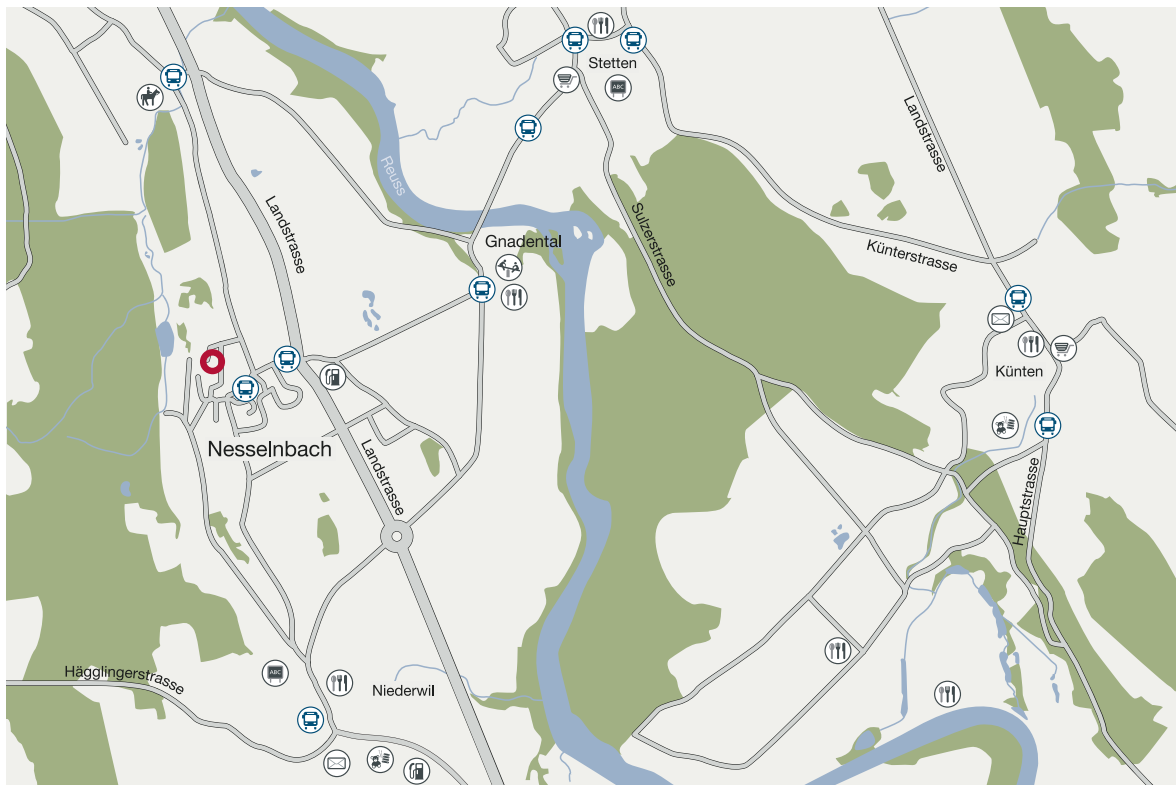 Stetten
ABC
Landstrasse
Reuss
Landstrasse
Sulzerstrasse
Gnadental
Künterstrasse
Künten
Nesselnbach
Landstrasse
Hauptstrasse
ABC
Hägglingerstrasse
Niederwil